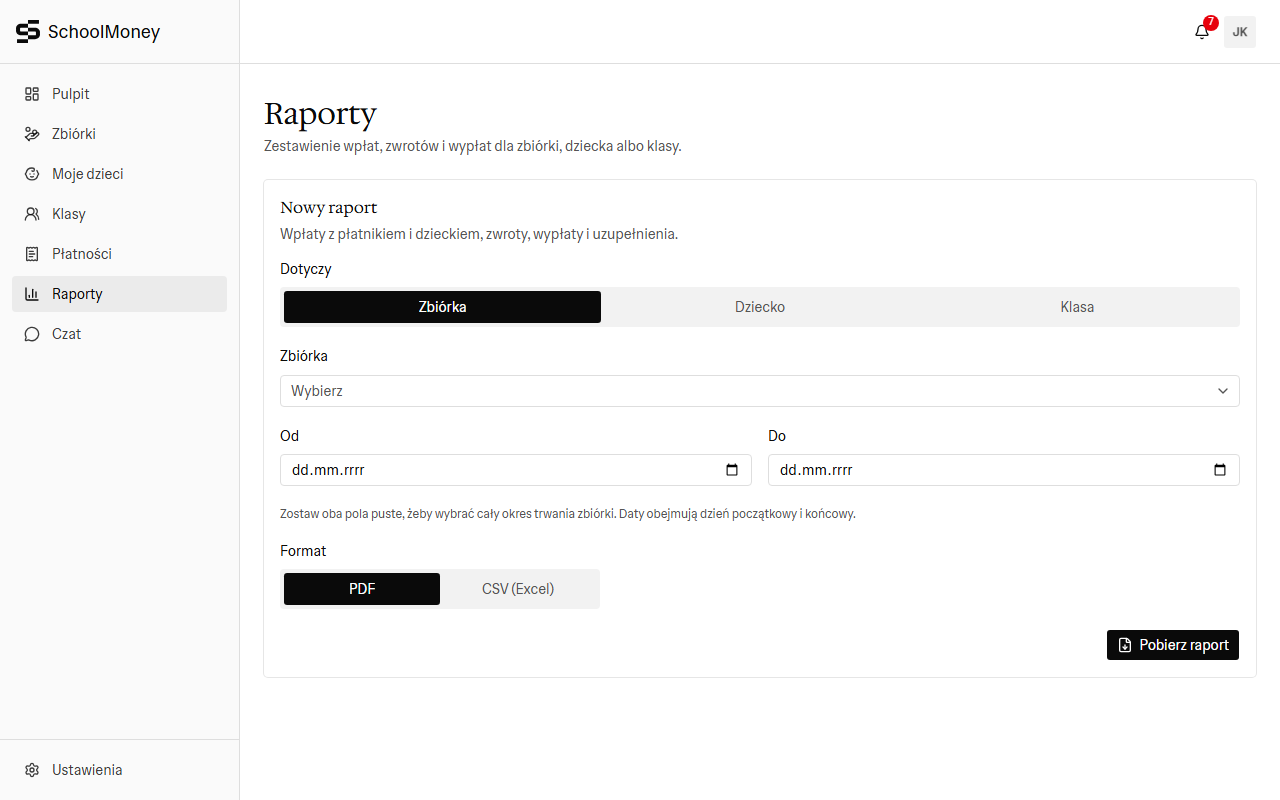 SchoolMoney
7
JK
Pulpit
Zbiórki
Moje dzieci
Klasy
Płatności
Raporty
Czat
Ustawienia
Raporty
Zestawienie wpłat, zwrotów i wypłat dla zbiórki, dziecka albo klasy.
Nowy raport
Wpłaty z płatnikiem i dzieckiem, zwroty, wypłaty i uzupełnienia.
Dotyczy
Zbiórka Dziecko Klasa
Zbiórka
Wybierz
Od Do
dd.mm.rrrr dd.mm.rrrr
Zostaw oba pola puste, żeby wybrać cały okres trwania zbiórki. Daty obejmują dzień początkowy i końcowy.
Format
PDF CSV (Excel)
Pobierz raport